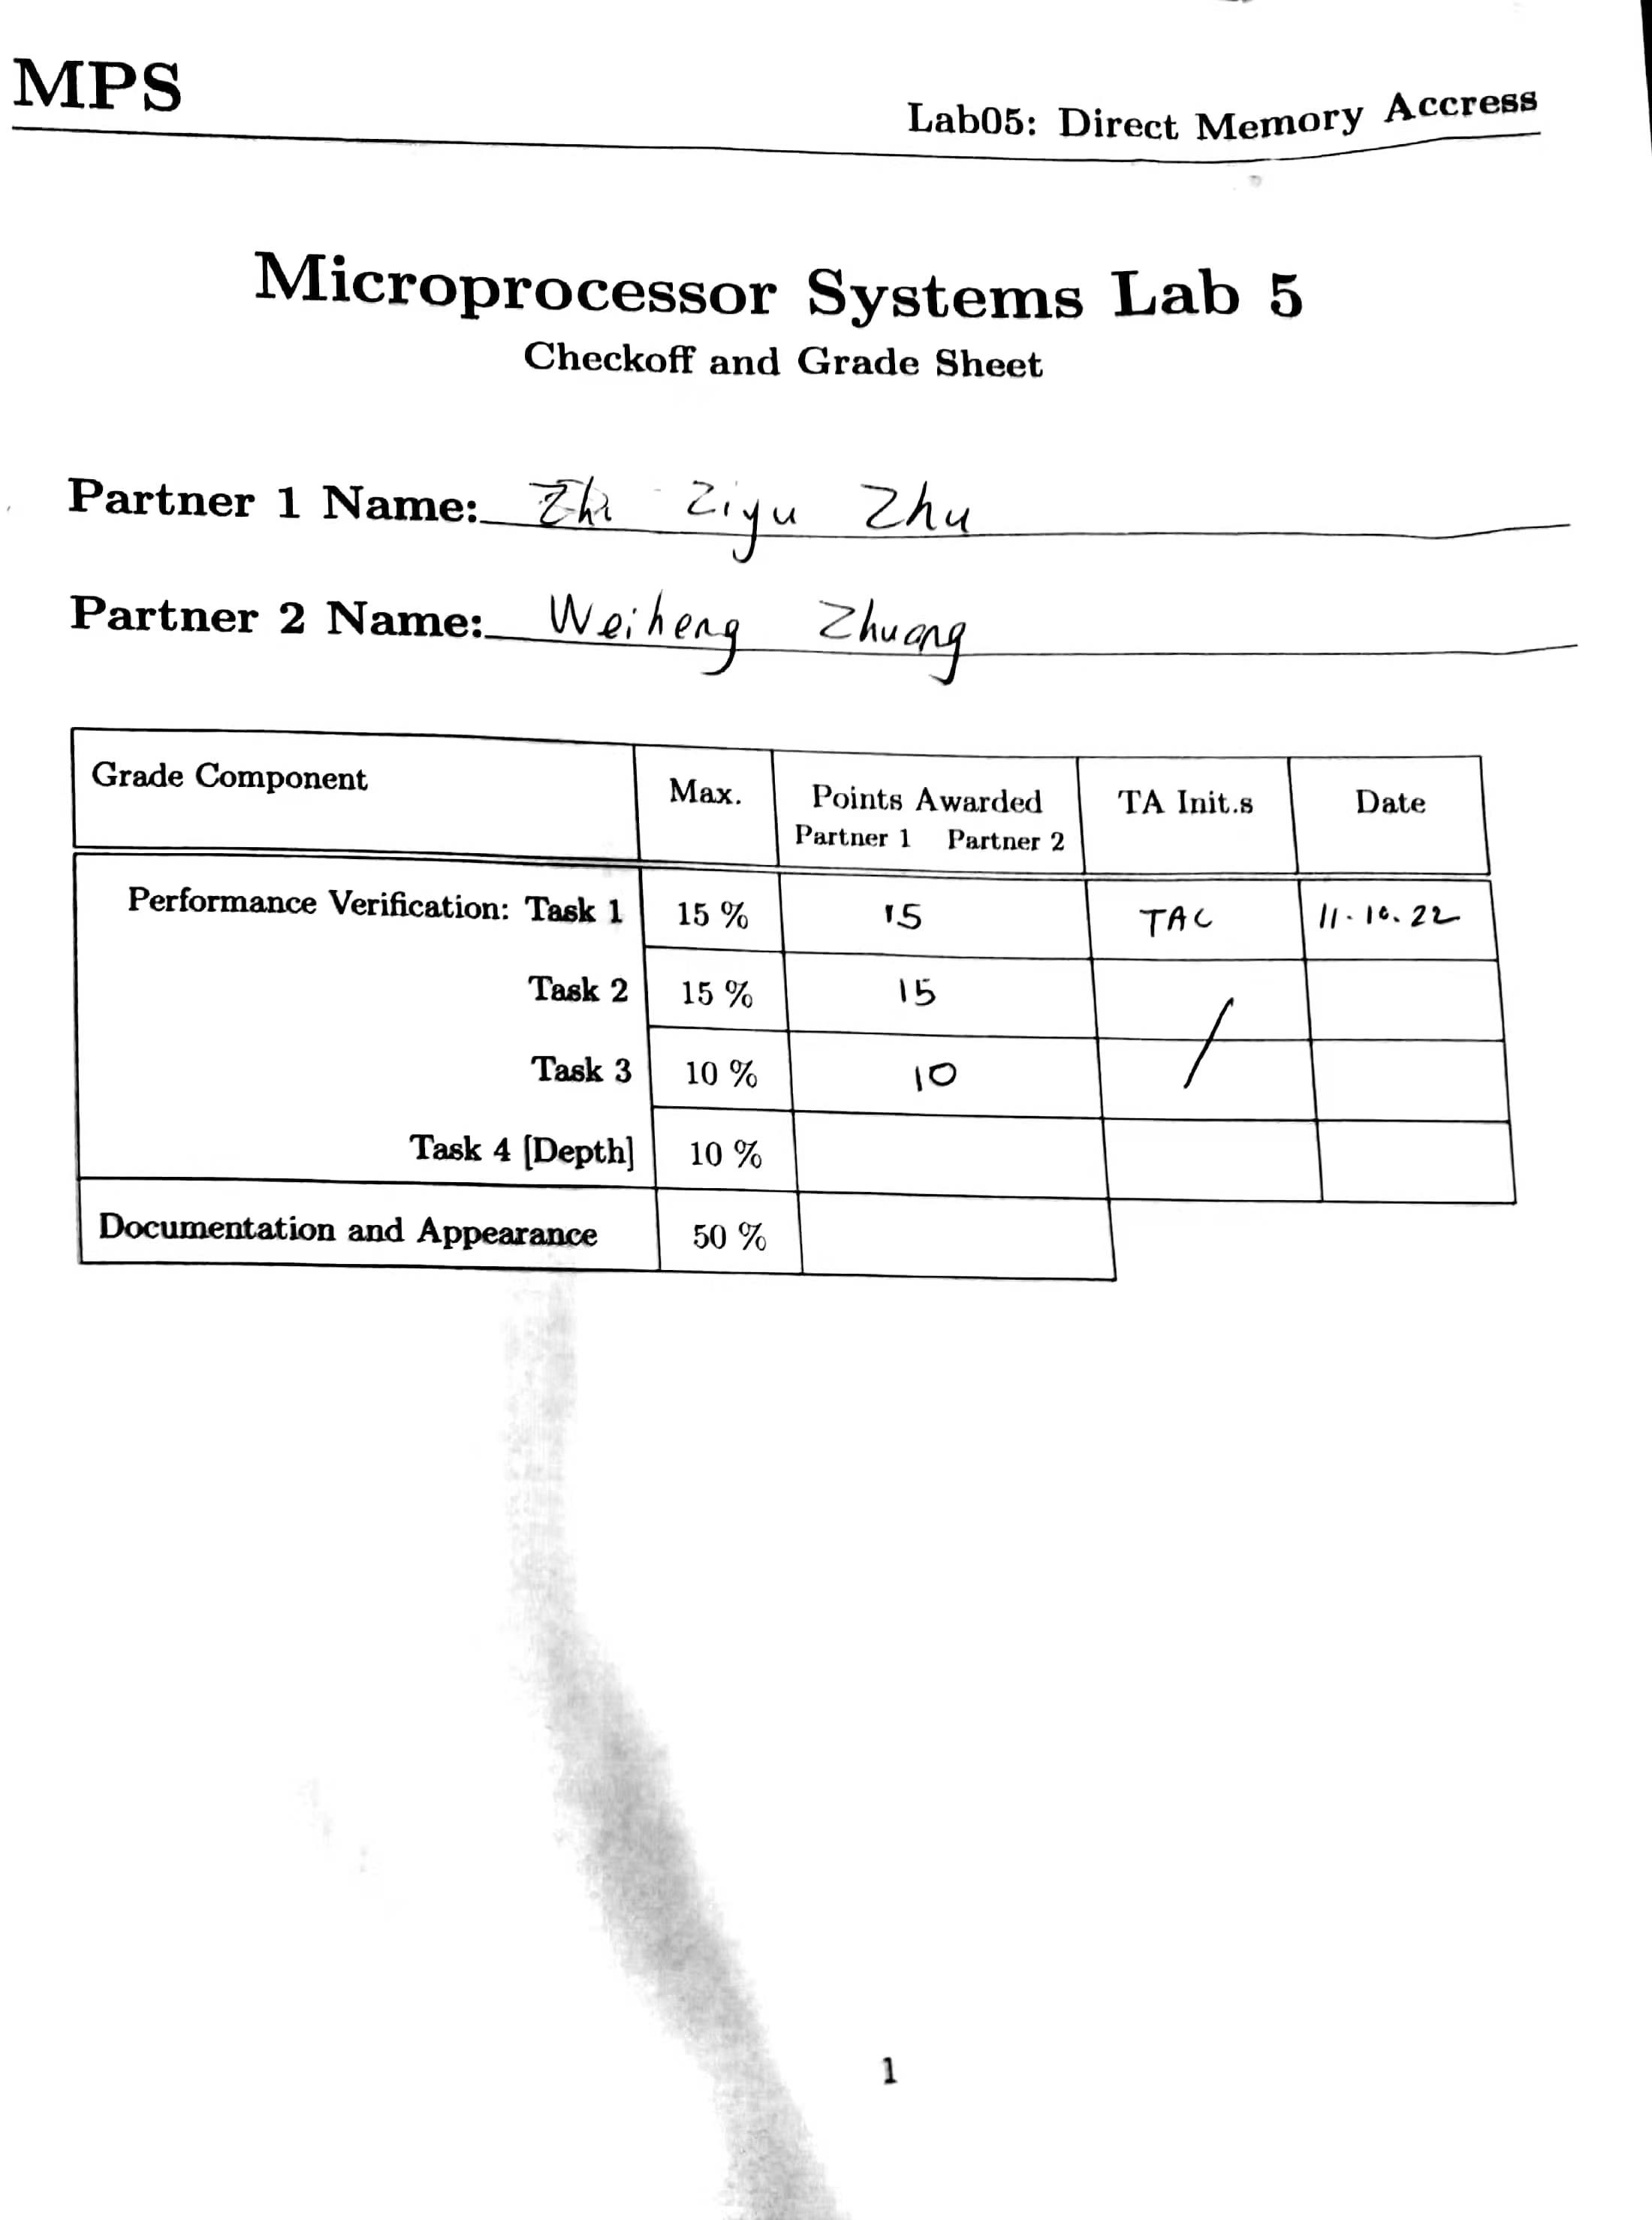 MPS
Lab05: Direct Memory Accress
Microprocessor Systems Lab 5
Checkoff and Grade Sheet
Partner 1 Name: Ziyu Zhu
Partner 2 Name: Weiheng Zhuang
Grade Component Max. Points Awarded TA Init.s Date
Partner 1 Partner 2
Performance Verification: Task 1 15 % 15 TAC 11.10.22
Task 2 15 % 15
Task 3 10 % 10
Task 4 [Depth] 10 %
Documentation and Appearance 50 %
1